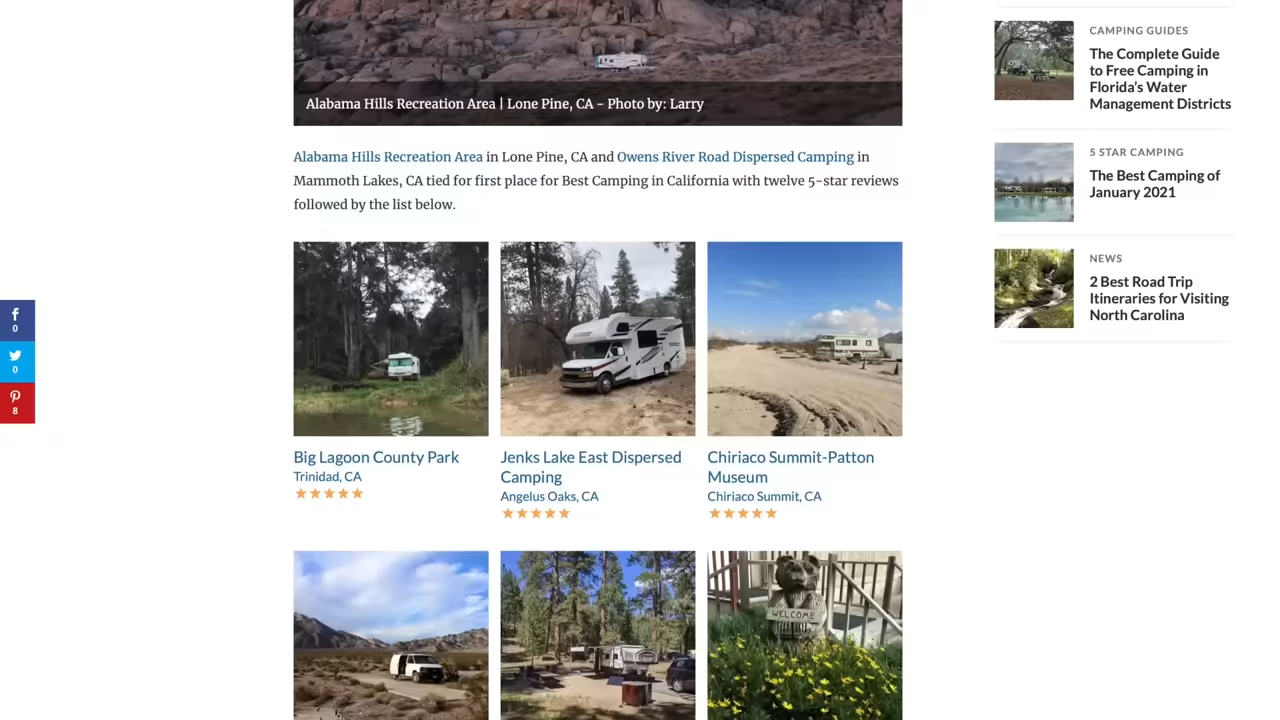 Alabama Hills Recreation Area | Lone Pine, CA – Photo by: Larry
Alabama Hills Recreation Area in Lone Pine, CA and Owens River Road Dispersed Camping in
Mammoth Lakes, CA tied for first place for Best Camping in California with twelve 5-star reviews
followed by the list below.
f
0
0
8
Big Lagoon County Park
Trinidad, CA
Jenks Lake East Dispersed
Camping
Angelus Oaks, CA
Chiriaco Summit-Patton
Museum
Chiriaco Summit, CA
WELCOME
CAMPING GUIDES
The Complete Guide
to Free Camping in
Florida’s Water
Management Districts
5 STAR CAMPING
The Best Camping of
January 2021
NEWS
2 Best Road Trip
Itineraries for Visiting
North Carolina